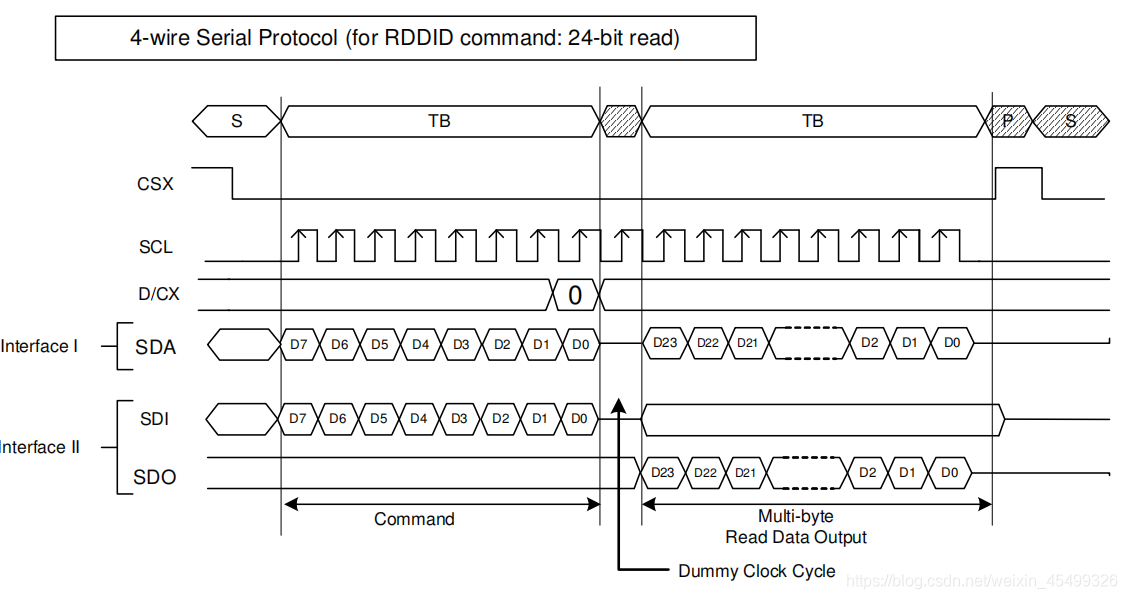 4-wire Serial Protocol (for RDDID command: 24-bit read)
S TB TB P S
CSX
SCL
D/CX 0
Interface I SDA D7 D6 D5 D4 D3 D2 D1 D0 D23 D22 D21 D2 D1 D0
SDI D7 D6 D5 D4 D3 D2 D1 D0
Interface II
SDO D23 D22 D21 D2 D1 D0
Command Multi-byte
Read Data Output
Dummy Clock Cycle
https://blog.csdn.net/weixin_45499326